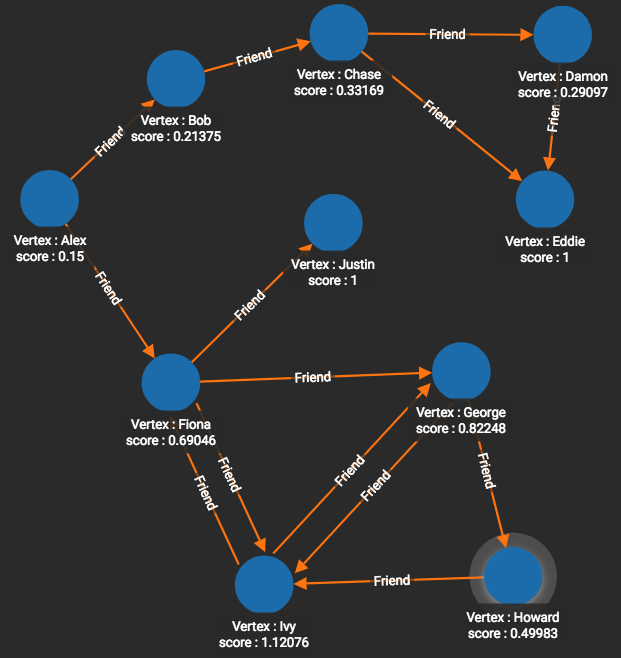 Friend
Vertex : Chase
score : 0.33169
Friend
Vertex : Damon
score : 0.29097
Vertex : Bob
score : 0.21375
Friend
Friend
Friend
Friend
Vertex : Alex
score : 0.15
Vertex : Eddie
score : 1
Vertex : Justin
score : 1
Friend
Friend
Friend
Vertex : Fiona
score : 0.69046
Vertex : George
score : 0.82248
Friend
Friend
Friend
Friend
Friend
Friend
Vertex : Ivy
score : 1.12076
Vertex : Howard
score : 0.49983